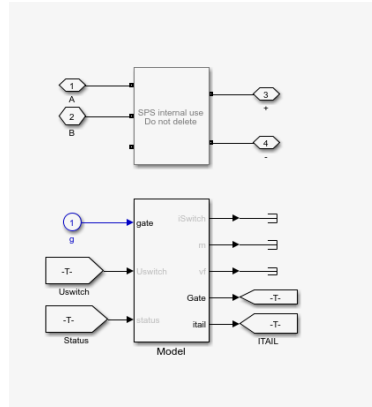 1
A
2
B
SPS internal use
Do not delete
3
+
4
-
1
g
gate
iSwitch
m
-T-
Uswitch
Uswitch
vf
Gate
-T-
-T-
Status
status
itail
-T-
ITAIL
Model